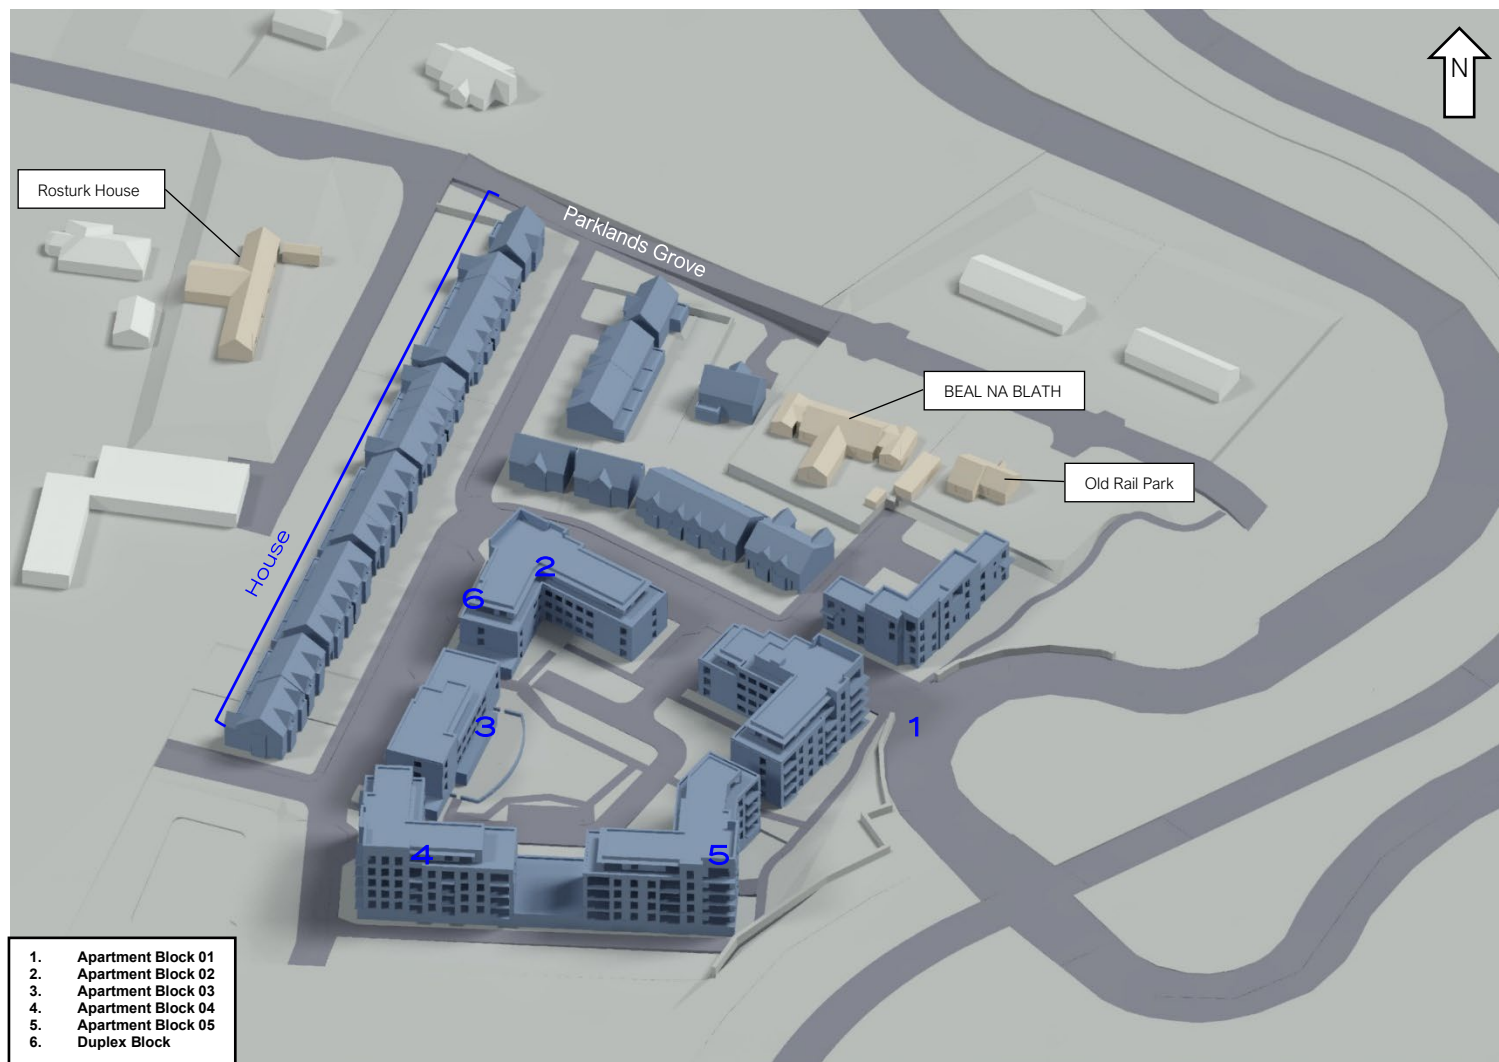 N
Rosturk House
Parklands Grove
BEAL NA BLATH
Old Rail Park
House
2
6
3
1
4
5
1. Apartment Block 01
2. Apartment Block 02
3. Apartment Block 03
4. Apartment Block 04
5. Apartment Block 05
6. Duplex Block